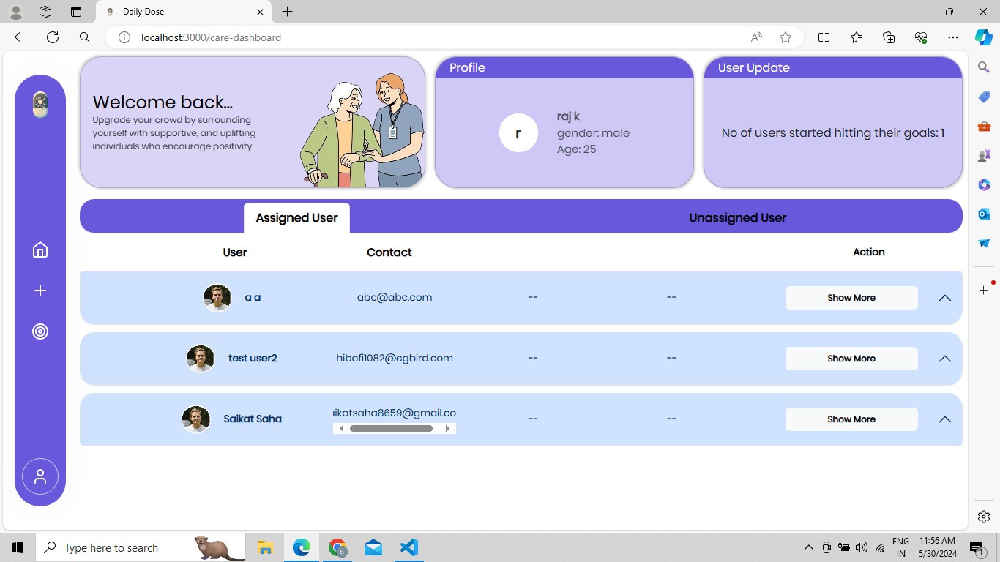 Daily Dose
localhost:3000/care-dashboard
Welcome back...
Upgrade your crowd by surrounding
yourself with supportive, and uplifting
individuals who encourage positivity.
Profile
r
raj k
gender: male
Age: 25
User Update
No of users started hitting their goals: 1
Assigned User
Unassigned User
User
Contact
Action
a a
abc@abc.com
--
--
Show More
test user2
hibofi1082@cgbird.com
--
--
Show More
Saikat Saha
ikatsaha8659@gmail.co
--
--
Show More
Type here to search
S
ENG
IN
11:56 AM
5/30/2024
1